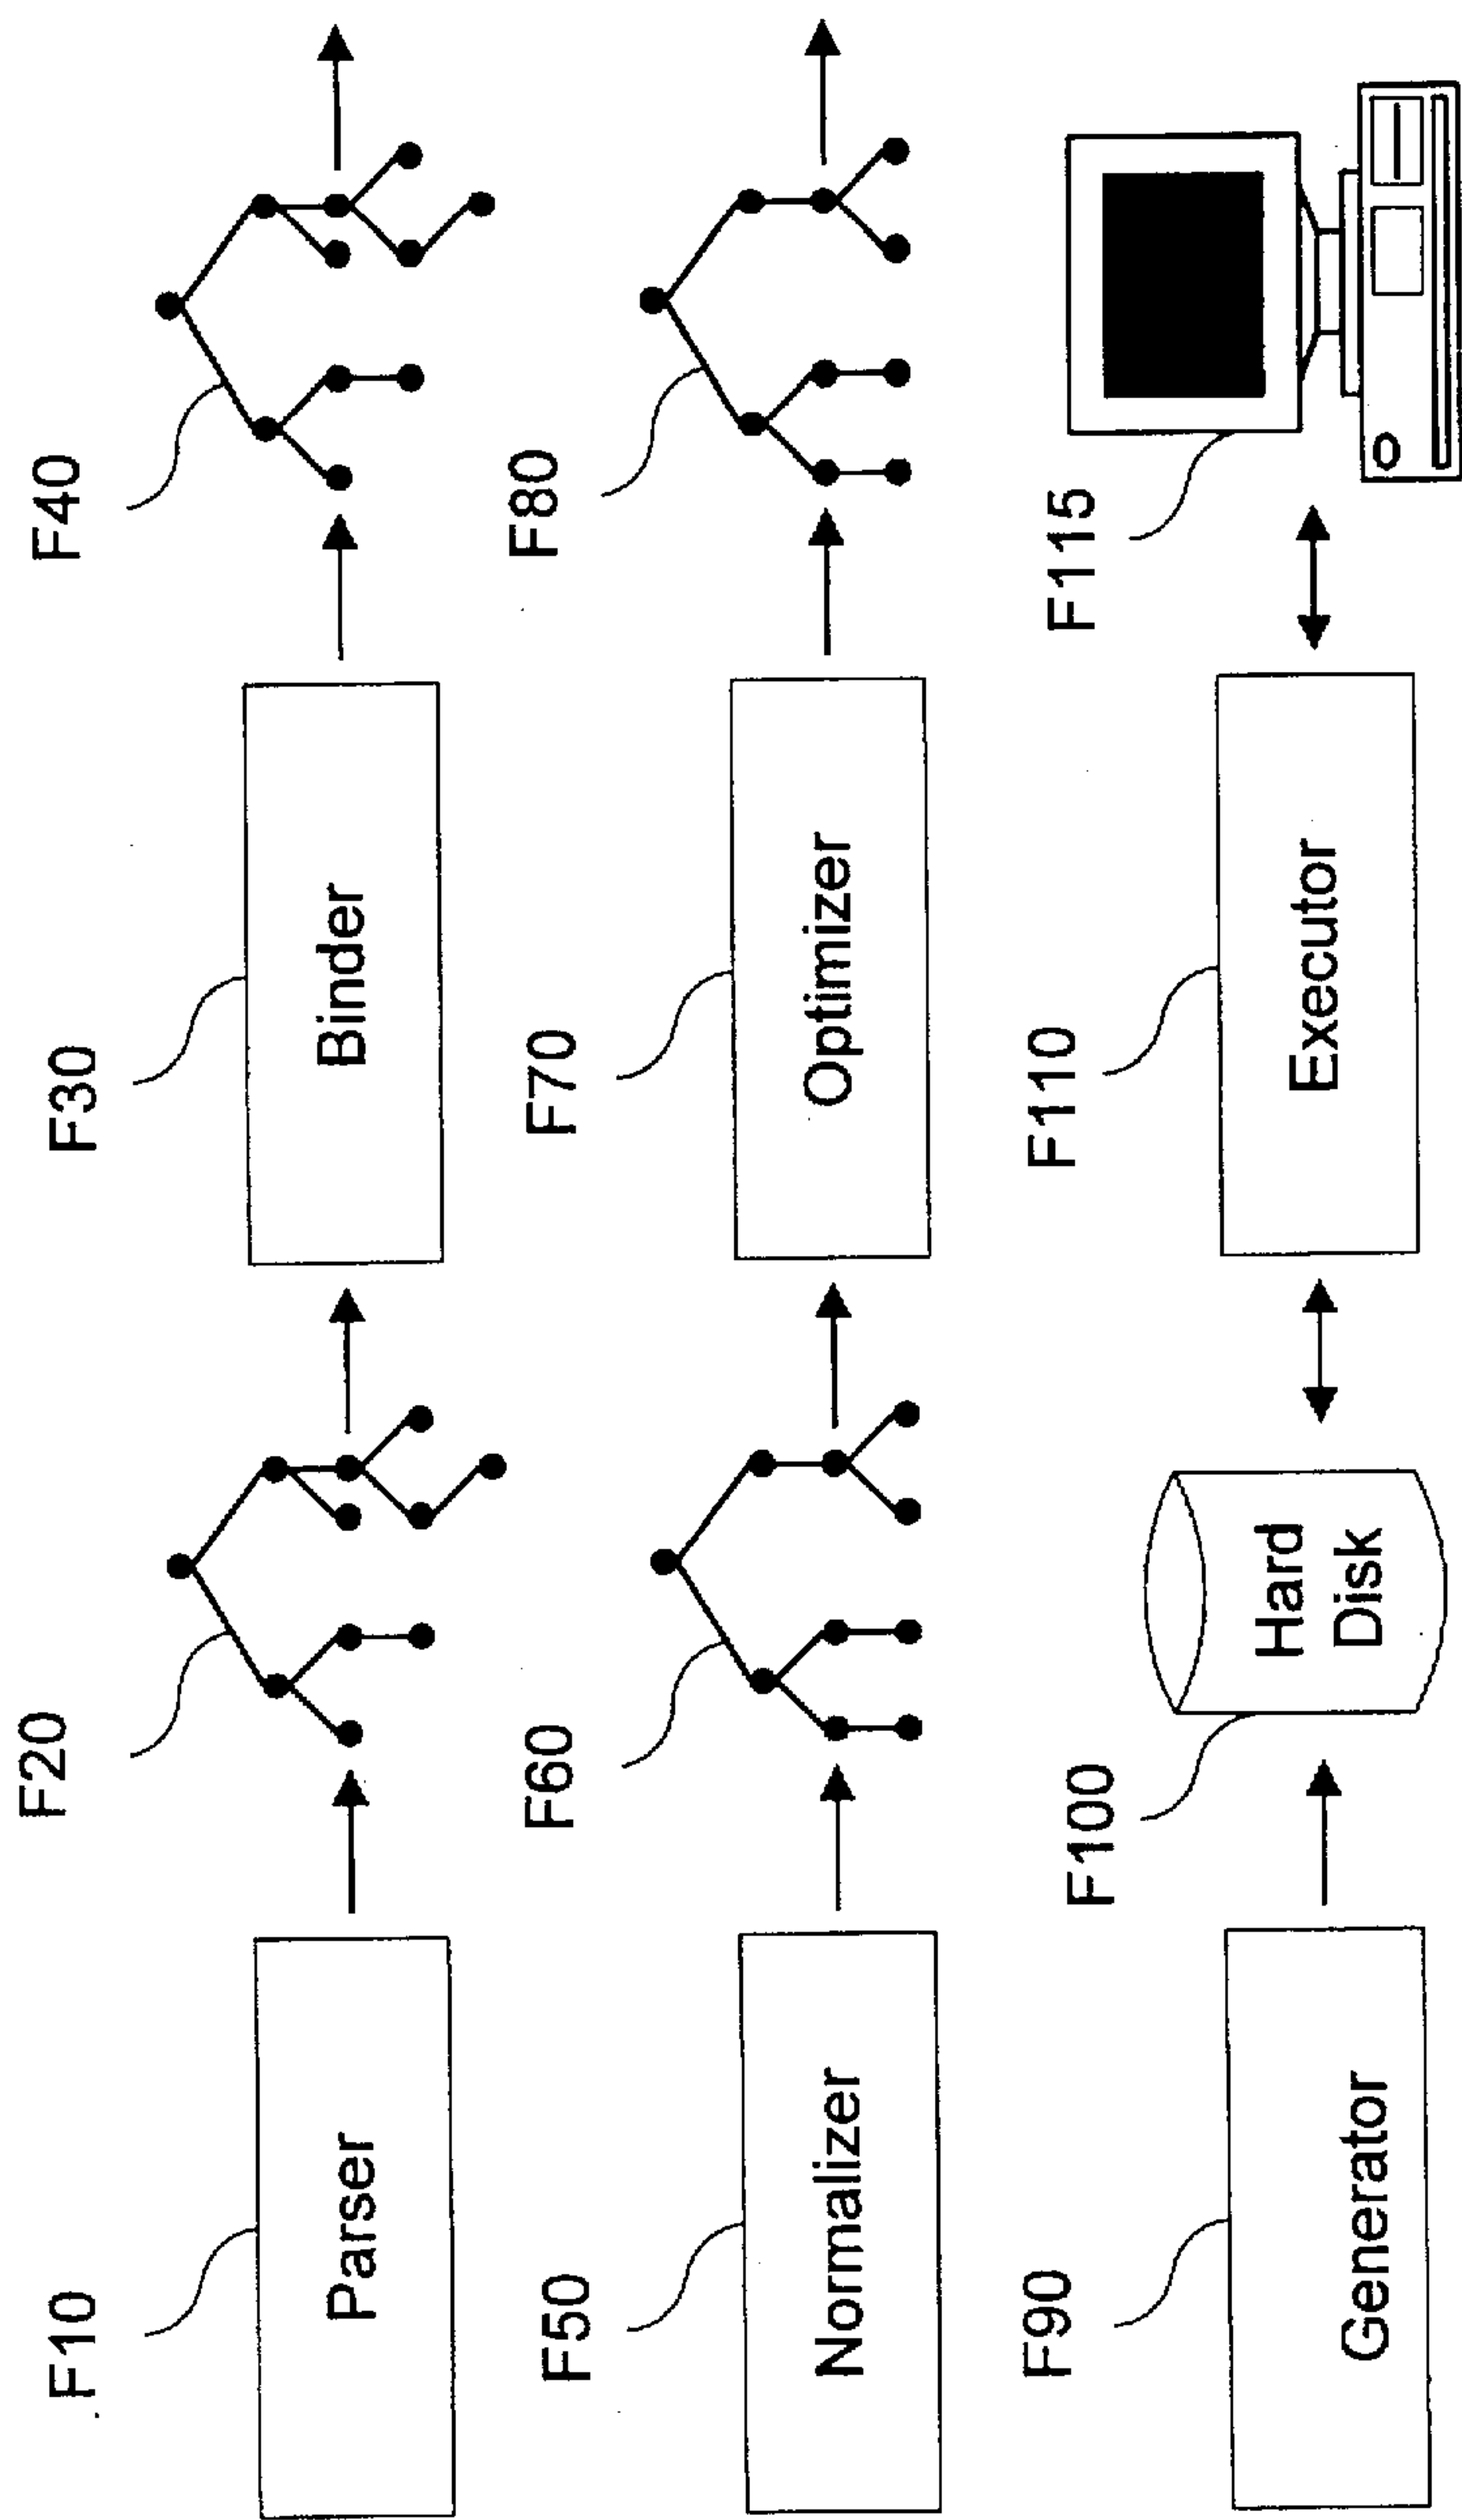 F10
Parser
F20
F30
Binder
F40
F50
Normalizer
F60
F70
Optimizer
F80
F90
Generator
F100
Hard
Disk
F110
Executor
F115